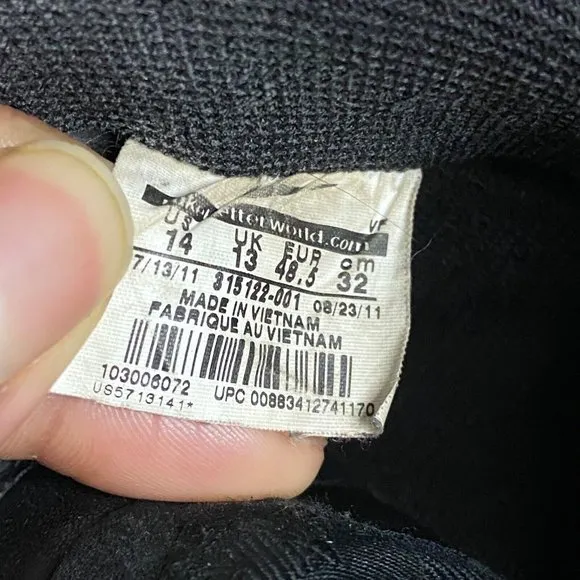 nikebetterworld.com VF
US UK EUR cm
14 13 48.5 32
7/13/11 315122-001 08/23/11
MADE IN VIETNAM
FABRIQUE AU VIETNAM
103006072 UPC 00883412741170
US5713141*